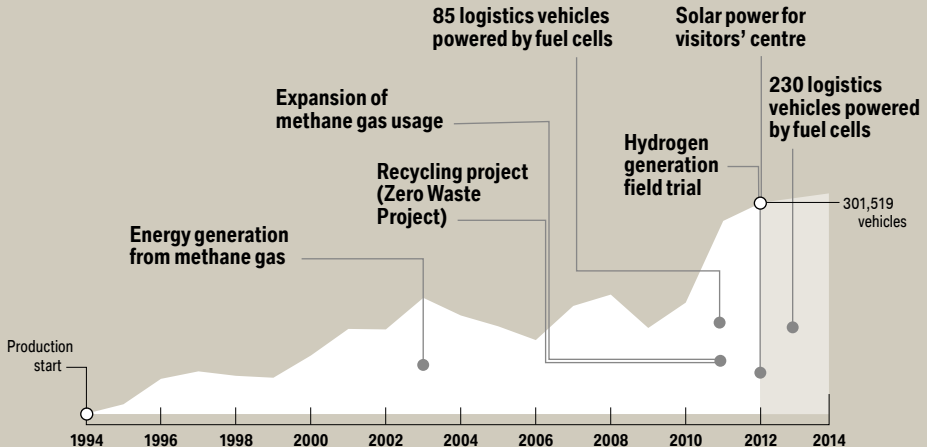 85 logistics vehicles
powered by fuel cells
Solar power for
visitors’ centre
230 logistics
vehicles powered
by fuel cells
Expansion of
methane gas usage
Hydrogen
generation
field trial
Recycling project
(Zero Waste
Project)
301,519
vehicles
Energy generation
from methane gas
Production
start
1994 1996 1998 2000 2002 2004 2006 2008 2010 2012 2014